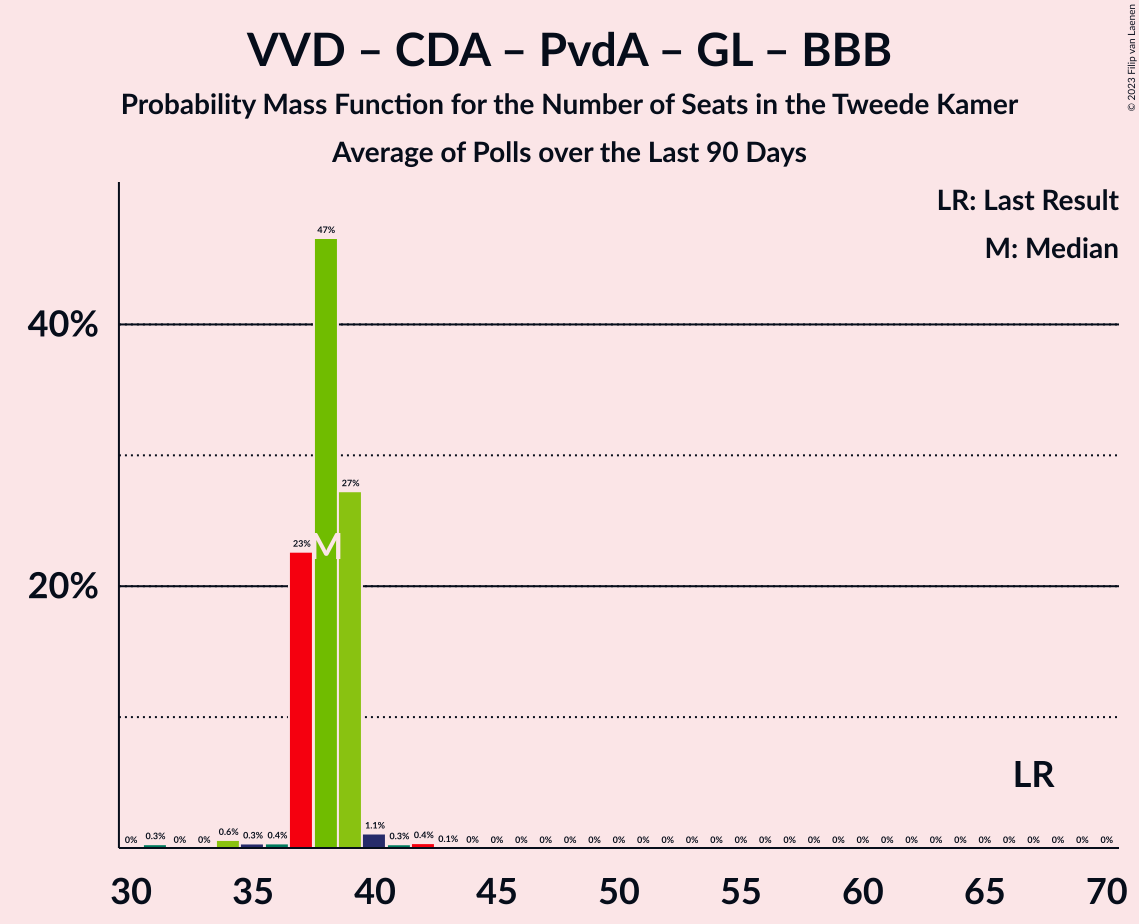 VVD – CDA – PvdA – GL – BBB
Probability Mass Function for the Number of Seats in the Tweede Kamer
Average of Polls over the Last 90 Days
© 2023 Filip van Laenen
LR: Last Result
M: Median
47%
40%
27%
23%
M
20%
LR
0% 0.3% 0% 0% 0.6% 0.3% 0.4% 1.1% 0.3% 0.4% 0.1% 0% 0% 0% 0% 0% 0% 0% 0% 0% 0% 0% 0% 0% 0% 0% 0% 0% 0% 0% 0% 0% 0% 0% 0% 0% 0% 0%
30 35 40 45 50 55 60 65 70